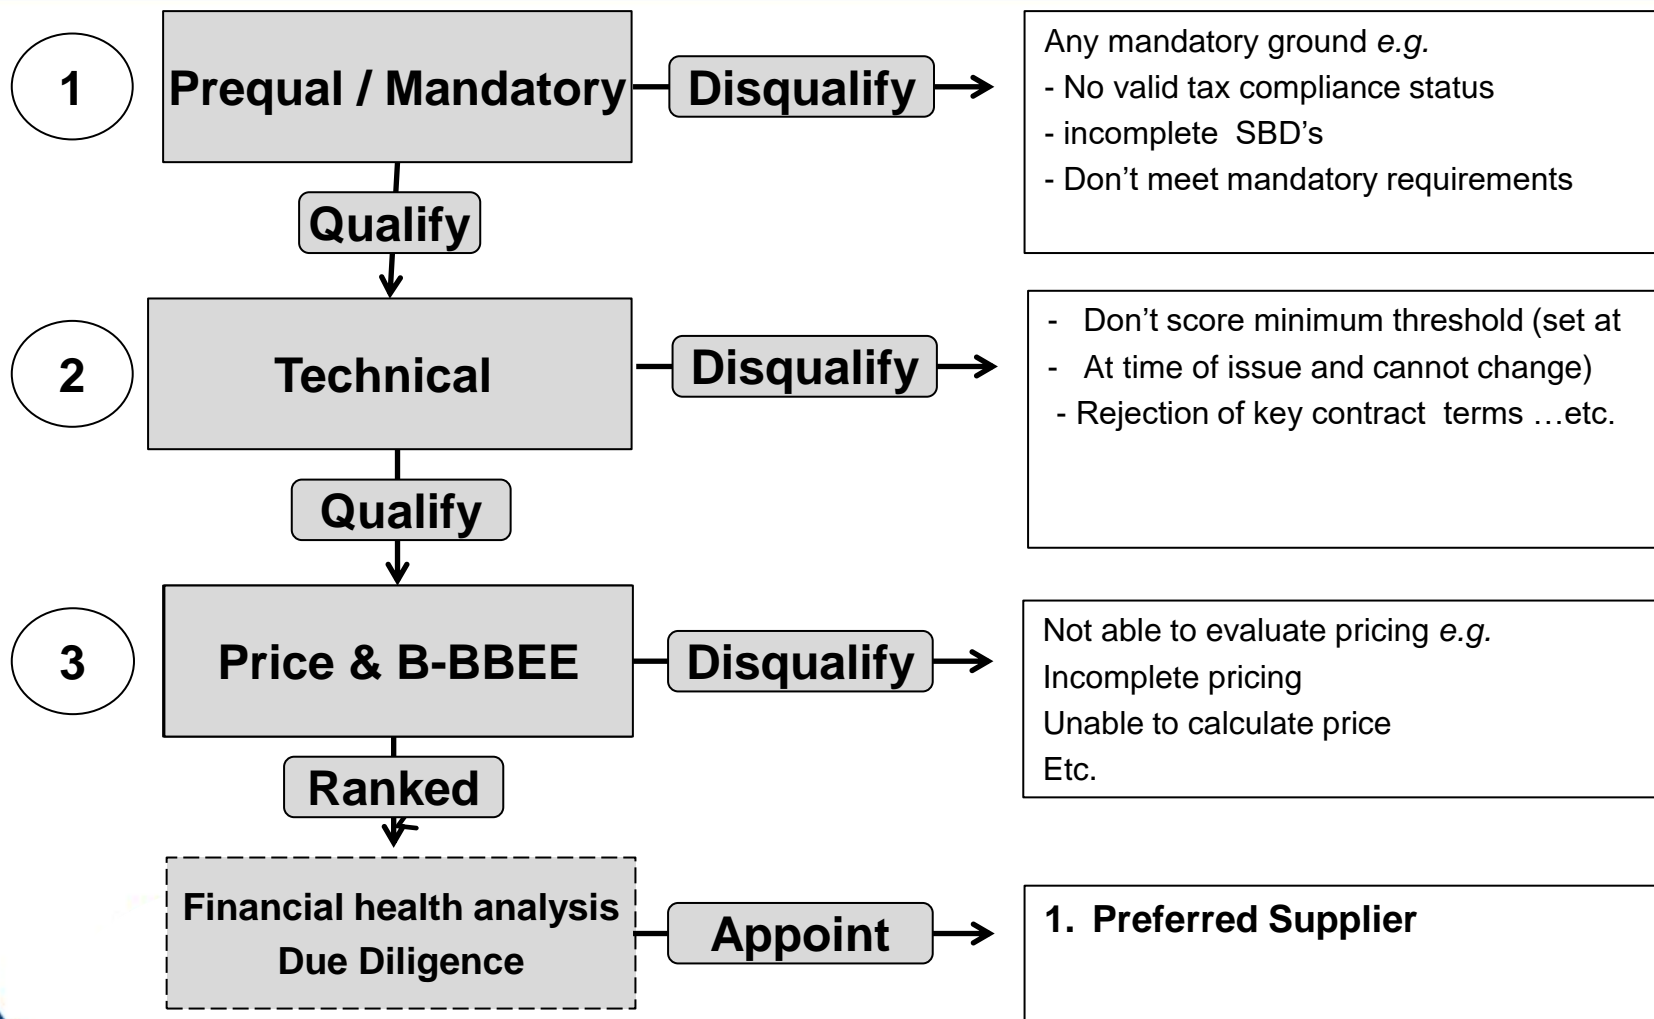 1
Prequal / Mandatory
Disqualify
Any mandatory ground e.g.
- No valid tax compliance status
- incomplete SBD’s
- Don’t meet mandatory requirements
Qualify
2
Technical
Disqualify
- Don’t score minimum threshold (set at
- At time of issue and cannot change)
- Rejection of key contract terms …etc.
Qualify
3
Price & B-BBEE
Disqualify
Not able to evaluate pricing e.g.
Incomplete pricing
Unable to calculate price
Etc.
Ranked
Financial health analysis
Due Diligence
Appoint
1. Preferred Supplier